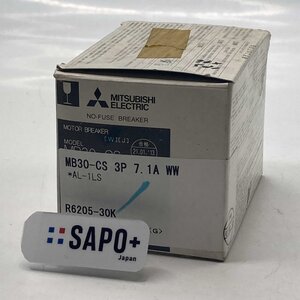 MITSUBISHI
ELECTRIC
NO-FUSE BREAKER
MOTOR BREAKER
MODEL
MB30-CS 3P 7.1A WW
*AL-1LS
R6205-30K
SAPO+
Japan